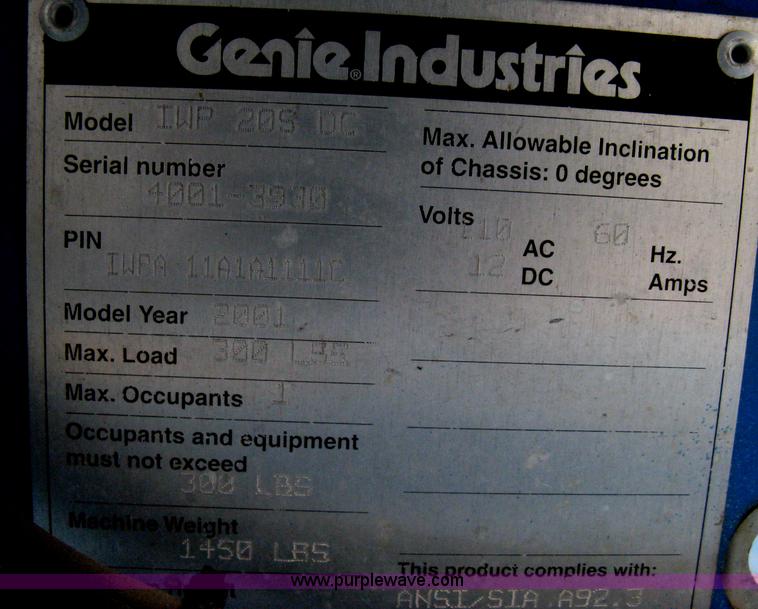 Genie® Industries
Model IWP 20S DC
Serial number
4001-3930
PIN
IWPA 11A1A1111C
Model Year 2001
Max. Load 300 LBS
Max. Occupants 1
Occupants and equipment
must not exceed
300 LBS
Machine Weight
1450 LBS
Max. Allowable Inclination
of Chassis: 0 degrees
Volts 110 AC 60 Hz.
12 DC Amps
This product complies with:
ANSI/SIA A92.3
www.purplewave.com